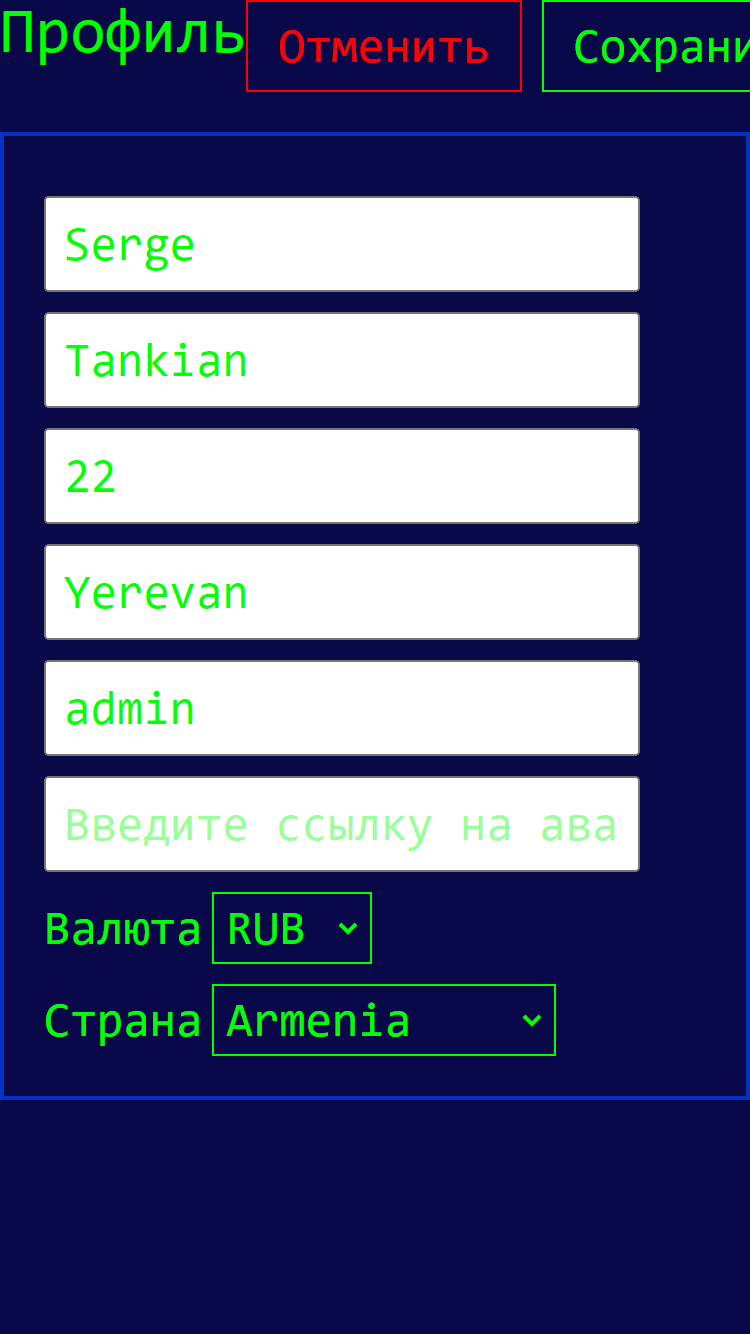 Профиль Отменить Сохрани
Serge
Tankian
22
Yerevan
admin
Введите ссылку на ава
Валюта RUB
Страна Armenia